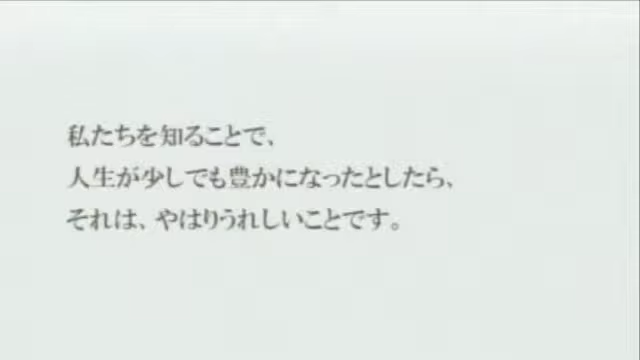 私たちを知ることで、
人生が少しでも豊かになったとしたら、
それは、やはりうれしいことです。